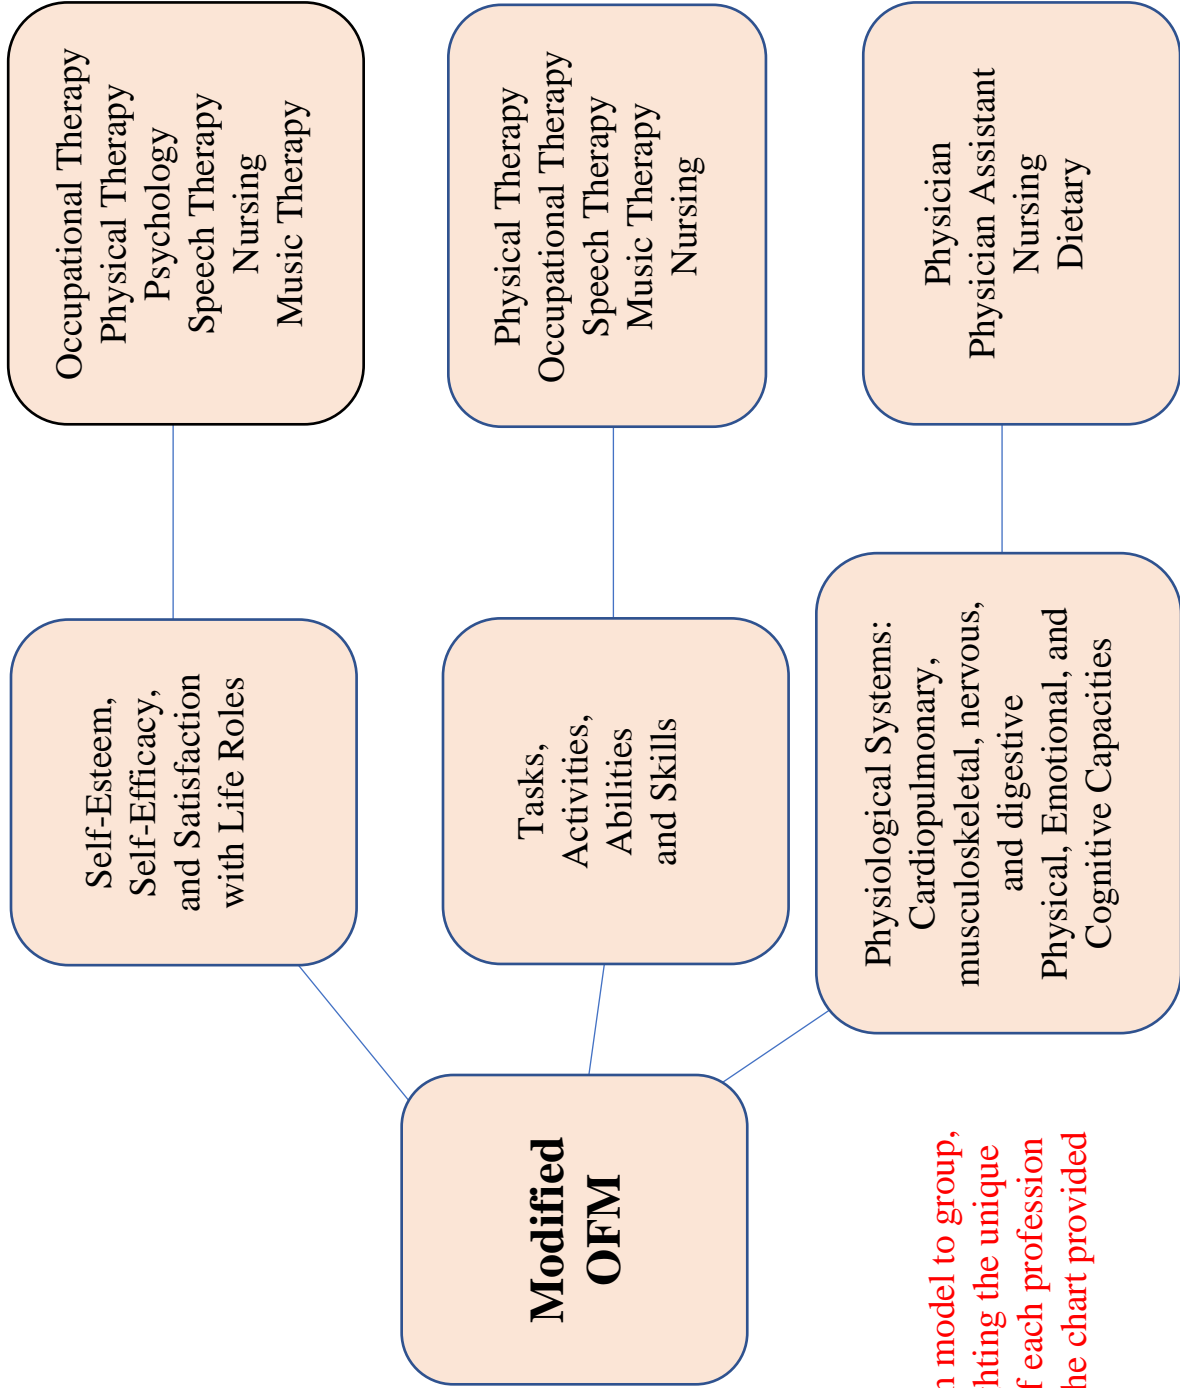 Modified
OFM
Self-Esteem,
Self-Efficacy,
and Satisfaction
with Life Roles
Occupational Therapy
Physical Therapy
Psychology
Speech Therapy
Nursing
Music Therapy
Tasks,
Activities,
Abilities
and Skills
Physical Therapy
Occupational Therapy
Speech Therapy
Music Therapy
Nursing
Physiological Systems:
Cardiopulmonary,
musculoskeletal, nervous,
and digestive
Physical, Emotional, and
Cognitive Capacities
Physician
Physician Assistant
Nursing
Dietary
model to group,
the unique
each profession
chart provided